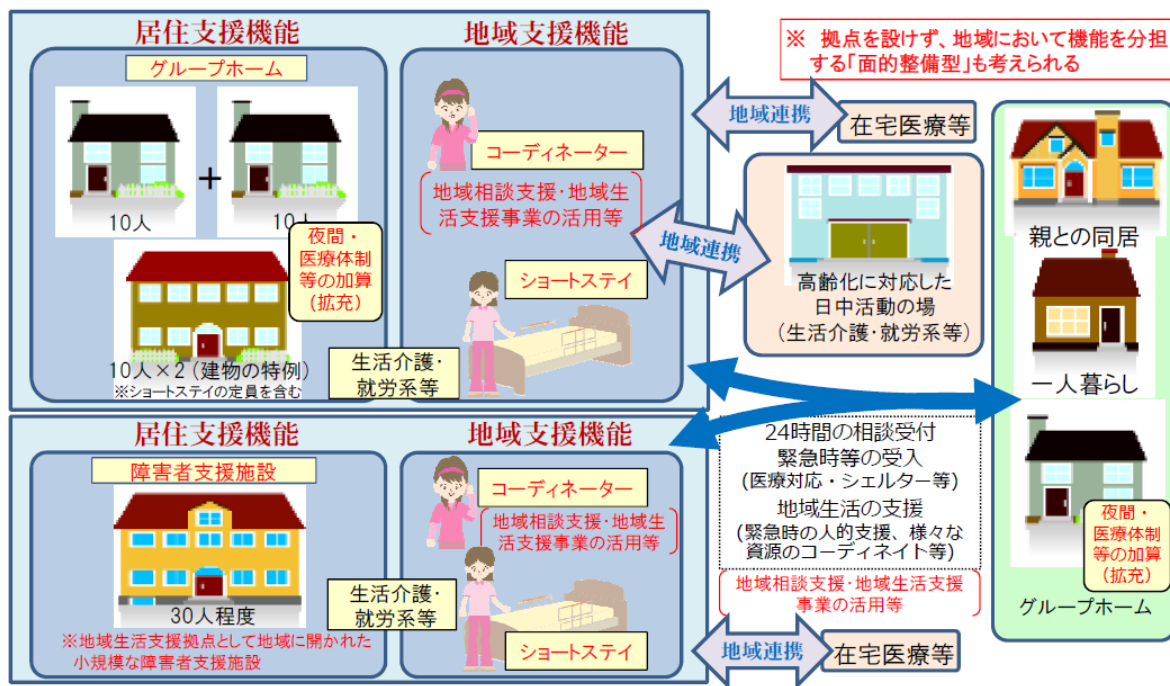 居住支援機能
地域支援機能
グループホーム
+
10人
10人
夜間・
医療体制
等の加算
(拡充)
10人×2 (建物の特例)
※ショートステイの定員を含む
コーディネーター
地域相談支援・地域生
活支援事業の活用等
ショートステイ
生活介護・
就労系等
※ 拠点を設けず、地域において機能を分担
する「面的整備型」も考えられる
地域連携
在宅医療等
地域連携
高齢化に対応した
日中活動の場
(生活介護・就労系等)
親との同居
一人暮らし
夜間・
医療体制
等の加算
(拡充)
グループホーム
居住支援機能
地域支援機能
障害者支援施設
30人程度
※地域生活支援拠点として地域に開かれた
小規模な障害者支援施設
コーディネーター
地域相談支援・地域生
活支援事業の活用等
生活介護・
就労系等
ショートステイ
24時間の相談受付
緊急時等の受入
(医療対応・シェルター等)
地域生活の支援
(緊急時の人的支援、様々な
資源のコーディネイト等)
地域相談支援・地域生活支援
事業の活用等
地域連携
在宅医療等